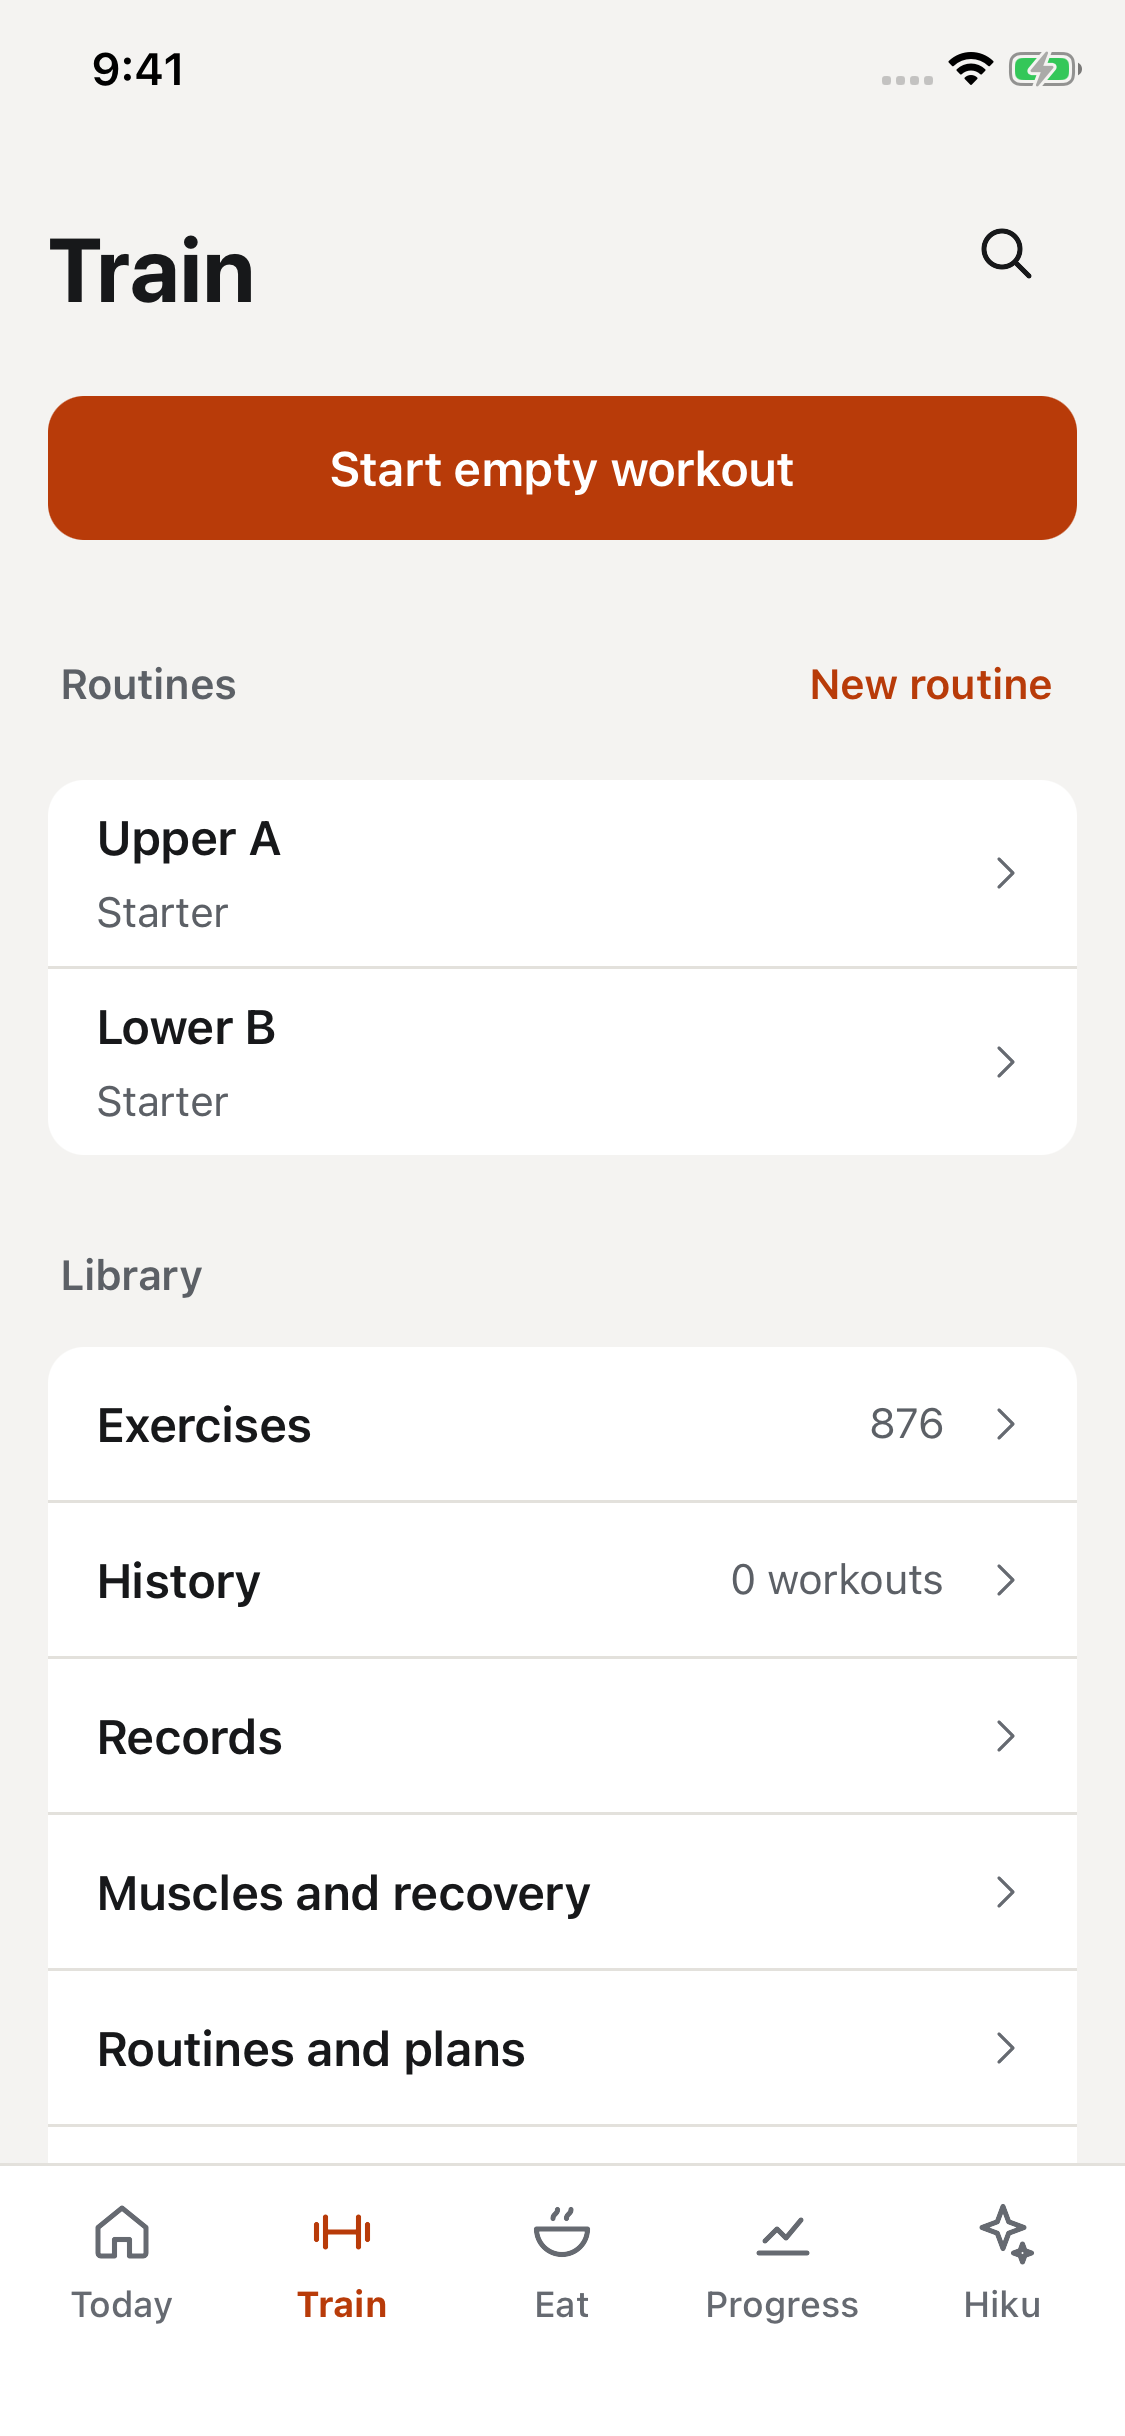 9:41
Train
Start empty workout
Routines
New routine
Upper A
Starter
Lower B
Starter
Library
Exercises
876
History
0 workouts
Records
Muscles and recovery
Routines and plans
Today
Train
Eat
Progress
Hiku